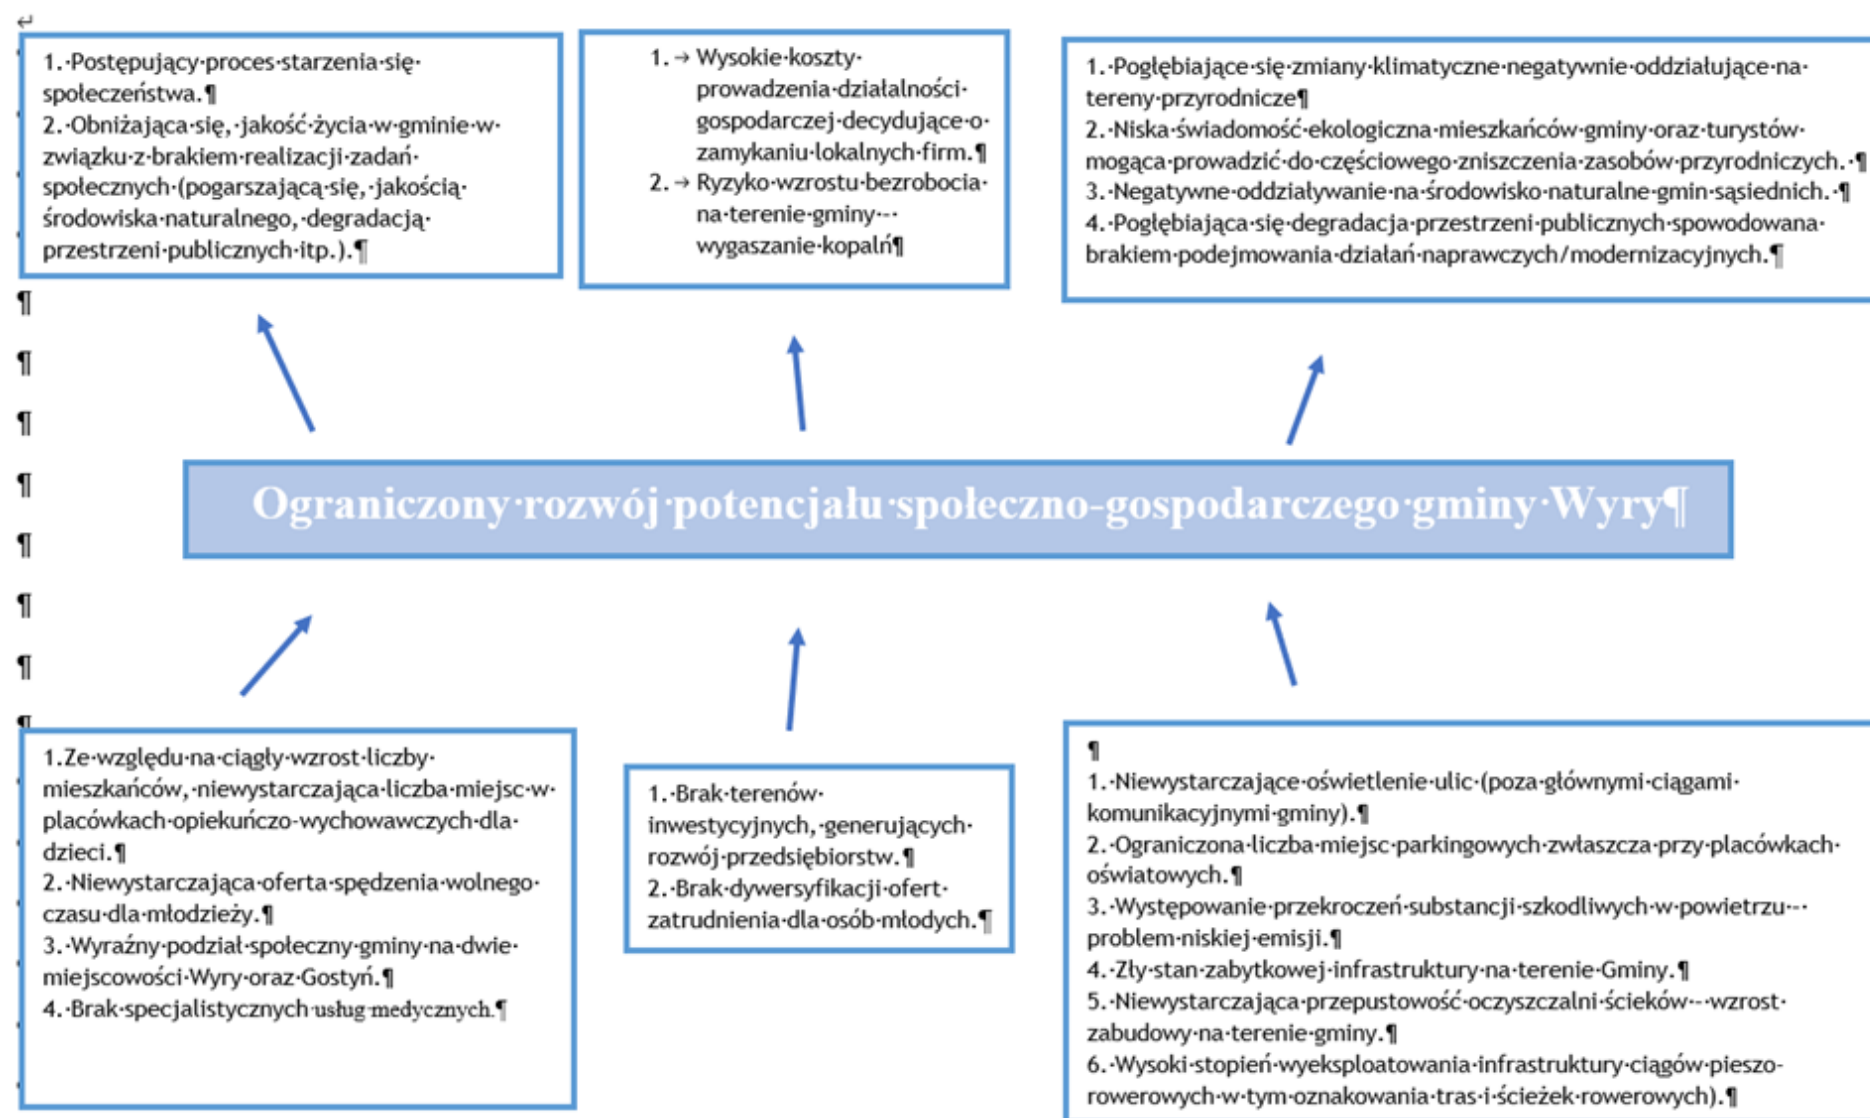 1. Postępujący proces starzenia się
społeczeństwa.¶
2. Obniżająca się, jakość życia w gminie w
związku z brakiem realizacji zadań
społecznych (pogarszającą się, jakością
środowiska naturalnego, degradacją
przestrzeni publicznych itp.).¶
1. → Wysokie koszty
prowadzenia działalności
gospodarczej decydujące o
zamykaniu lokalnych firm.¶
2. → Ryzyko wzrostu bezrobocia
na terenie gminy -
wygaszanie kopalń¶
1. Pogłębiające się zmiany klimatyczne negatywnie oddziałujące na
tereny przyrodnicze¶
2. Niska świadomość ekologiczna mieszkańców gminy oraz turystów
mogąca prowadzić do częściowego zniszczenia zasobów przyrodniczych. ¶
3. Negatywne oddziaływanie na środowisko naturalne gmin sąsiednich. ¶
4. Pogłębiająca się degradacja przestrzeni publicznych spowodowana
brakiem podejmowania działań naprawczych/modernizacyjnych.¶
Ograniczony rozwój potencjału społeczno-gospodarczego gminy Wyry¶
1.Ze względu na ciągły wzrost liczby
mieszkańców, niewystarczająca liczba miejsc w
placówkach opiekuńczo-wychowawczych dla
dzieci.¶
2. Niewystarczająca oferta spędzenia wolnego
czasu dla młodzieży.¶
3. Wyraźny podział społeczny gminy na dwie
miejscowości Wyry oraz Gostyń.¶
4. Brak specjalistycznych usług medycznych.¶
1. Brak terenów
inwestycyjnych, generujących
rozwój przedsiębiorstw.¶
2. Brak dywersyfikacji ofert
zatrudnienia dla osób młodych.¶
¶
1. Niewystarczające oświetlenie ulic (poza głównymi ciągami
komunikacyjnymi gminy).¶
2. Ograniczona liczba miejsc parkingowych zwłaszcza przy placówkach
oświatowych.¶
3. Występowanie przekroczeń substancji szkodliwych w powietrzu -
problem niskiej emisji.¶
4. Zły stan zabytkowej infrastruktury na terenie Gminy.¶
5. Niewystarczająca przepustowość oczyszczalni ścieków - wzrost
zabudowy na terenie gminy.¶
6. Wysoki stopień wyeksploatowania infrastruktury ciągów pieszo-
rowerowych w tym oznakowania tras i ścieżek rowerowych).¶